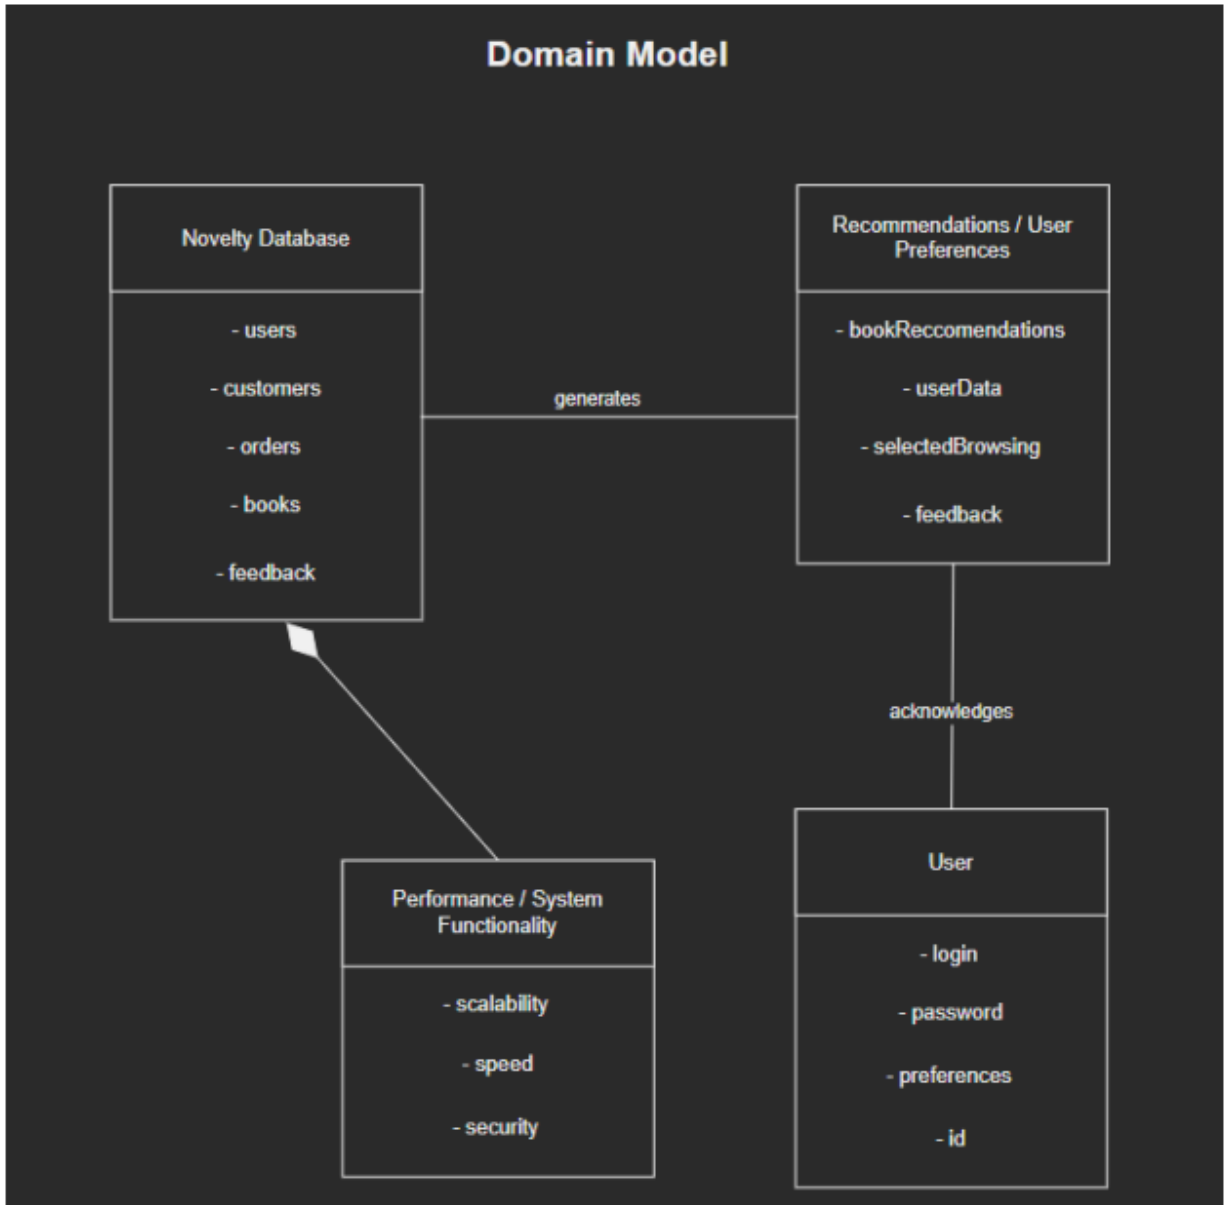 Domain Model
Novelty Database
- users
- customers
- orders
- books
- feedback
generates
Recommendations / User
Preferences
- bookReccomendations
- userData
- selectedBrowsing
- feedback
acknowledges
Performance / System
Functionality
- scalability
- speed
- security
User
- login
- password
- preferences
- id